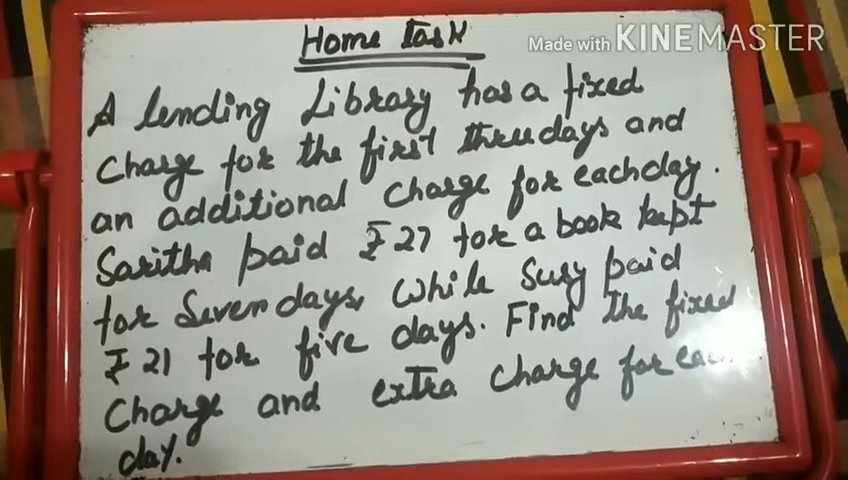 Home Task
Made with KINEMASTER
A lending Library has a fixed
charge for the first three days and
an additional charge for each day.
Saritha paid ₹ 27 for a book kept
for Seven days, while Susy paid
₹ 21 for five days. Find the fixed
charge and extra charge for each
day.